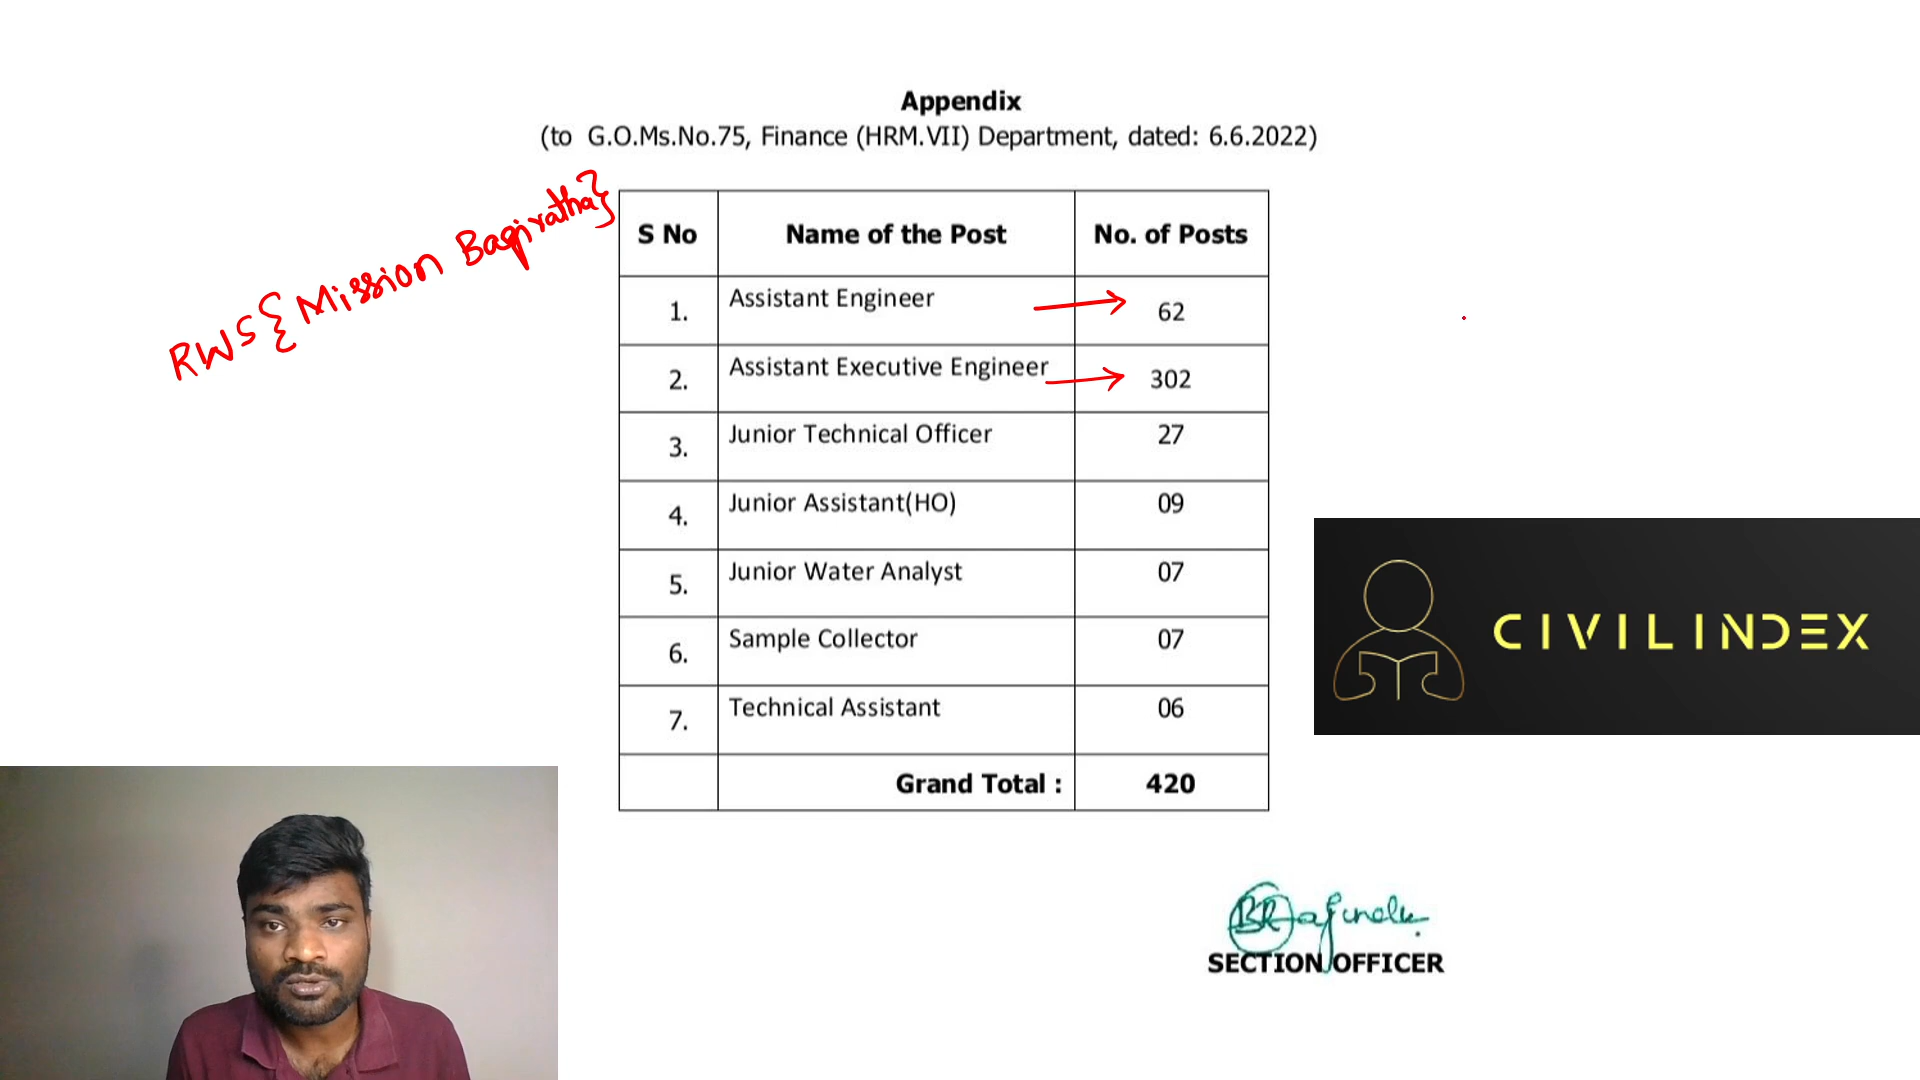 Appendix
(to G.O.Ms.No.75, Finance (HRM.VII) Department, dated: 6.6.2022)
RWS{Mission Bagiratha}
S No Name of the Post No. of Posts
1. Assistant Engineer 62
2. Assistant Executive Engineer 302
3. Junior Technical Officer 27
4. Junior Assistant(HO) 09
5. Junior Water Analyst 07
6. Sample Collector 07
7. Technical Assistant 06
Grand Total : 420
CIVILINDEX
SECTION OFFICER